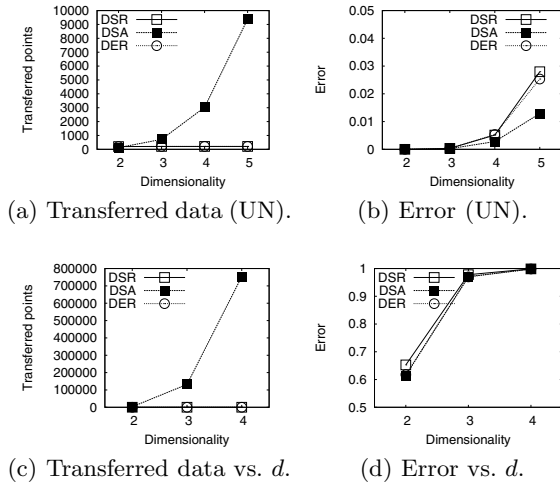 10000
9000
8000
7000
6000
5000
4000
3000
2000
1000
0
Transferred points
DSR
DSA
DER
2 3 4 5
Dimensionality
(a) Transferred data (UN).
0.05
0.04
0.03
0.02
0.01
0
Error
DSR
DSA
DER
2 3 4 5
Dimensionality
(b) Error (UN).
800000
700000
600000
500000
400000
300000
200000
100000
0
Transferred points
DSR
DSA
DER
2 3 4
Dimensionality
(c) Transferred data vs. d.
1
0.9
0.8
0.7
0.6
0.5
Error
DSR
DSA
DER
2 3 4
Dimensionality
(d) Error vs. d.